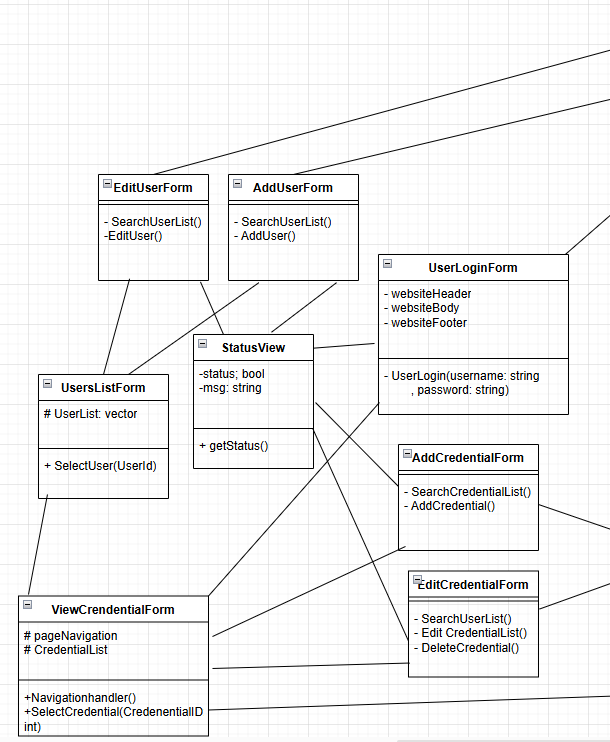 EditUserForm
- SearchUserList()
-EditUser()
AddUserForm
- SearchUserList()
- AddUser()
UserLoginForm
- websiteHeader
- websiteBody
- websiteFooter
- UserLogin(username: string
, password: string)
StatusView
-status; bool
-msg: string
+ getStatus()
UsersListForm
# UserList: vector
+ SelectUser(UserId)
AddCredentialForm
- SearchCredentialList()
- AddCredential()
EditCredentialForm
- SearchUserList()
- Edit CredentialList()
- DeleteCredential()
ViewCrendentialForm
# pageNavigation
# CredentialList
+Navigationhandler()
+SelectCredential(CredenentialID
int)